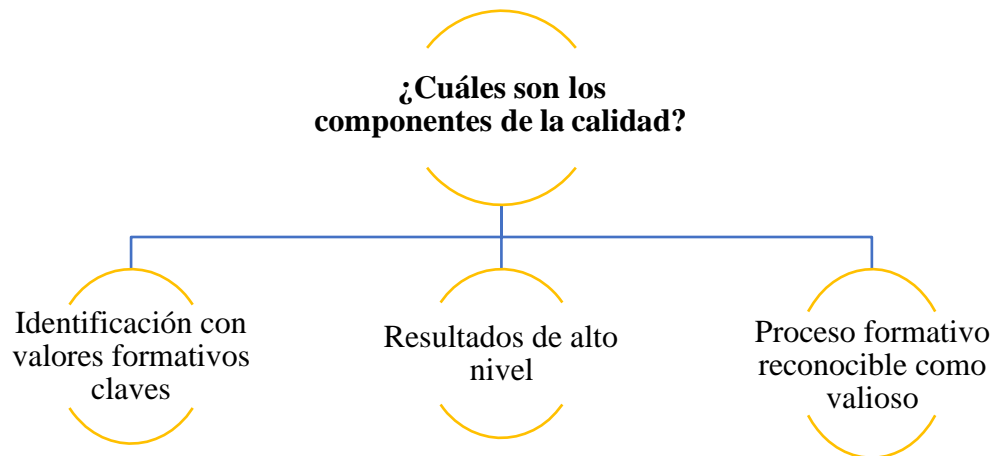 ¿Cuáles son los
componentes de la calidad?
Identificación con
valores formativos
claves
Resultados de alto
nivel
Proceso formativo
reconocible como
valioso